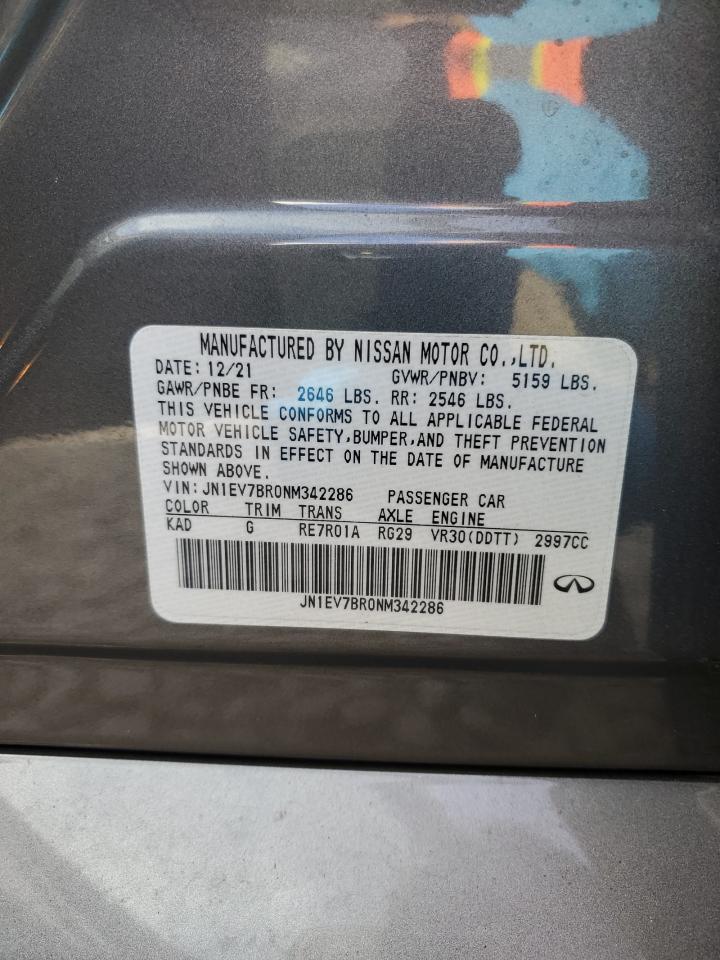 MANUFACTURED BY NISSAN MOTOR CO.,LTD.
DATE: 12/21 GVWR/PNBV: 5159 LBS.
GAWR/PNBE FR: 2646 LBS. RR: 2546 LBS.
THIS VEHICLE CONFORMS TO ALL APPLICABLE FEDERAL
MOTOR VEHICLE SAFETY,BUMPER,AND THEFT PREVENTION
STANDARDS IN EFFECT ON THE DATE OF MANUFACTURE
SHOWN ABOVE.
VIN: JN1EV7BR0NM342286 PASSENGER CAR
COLOR TRIM TRANS AXLE ENGINE
KAD G RE7R01A RG29 VR30(DDTT) 2997CC
JN1EV7BR0NM342286